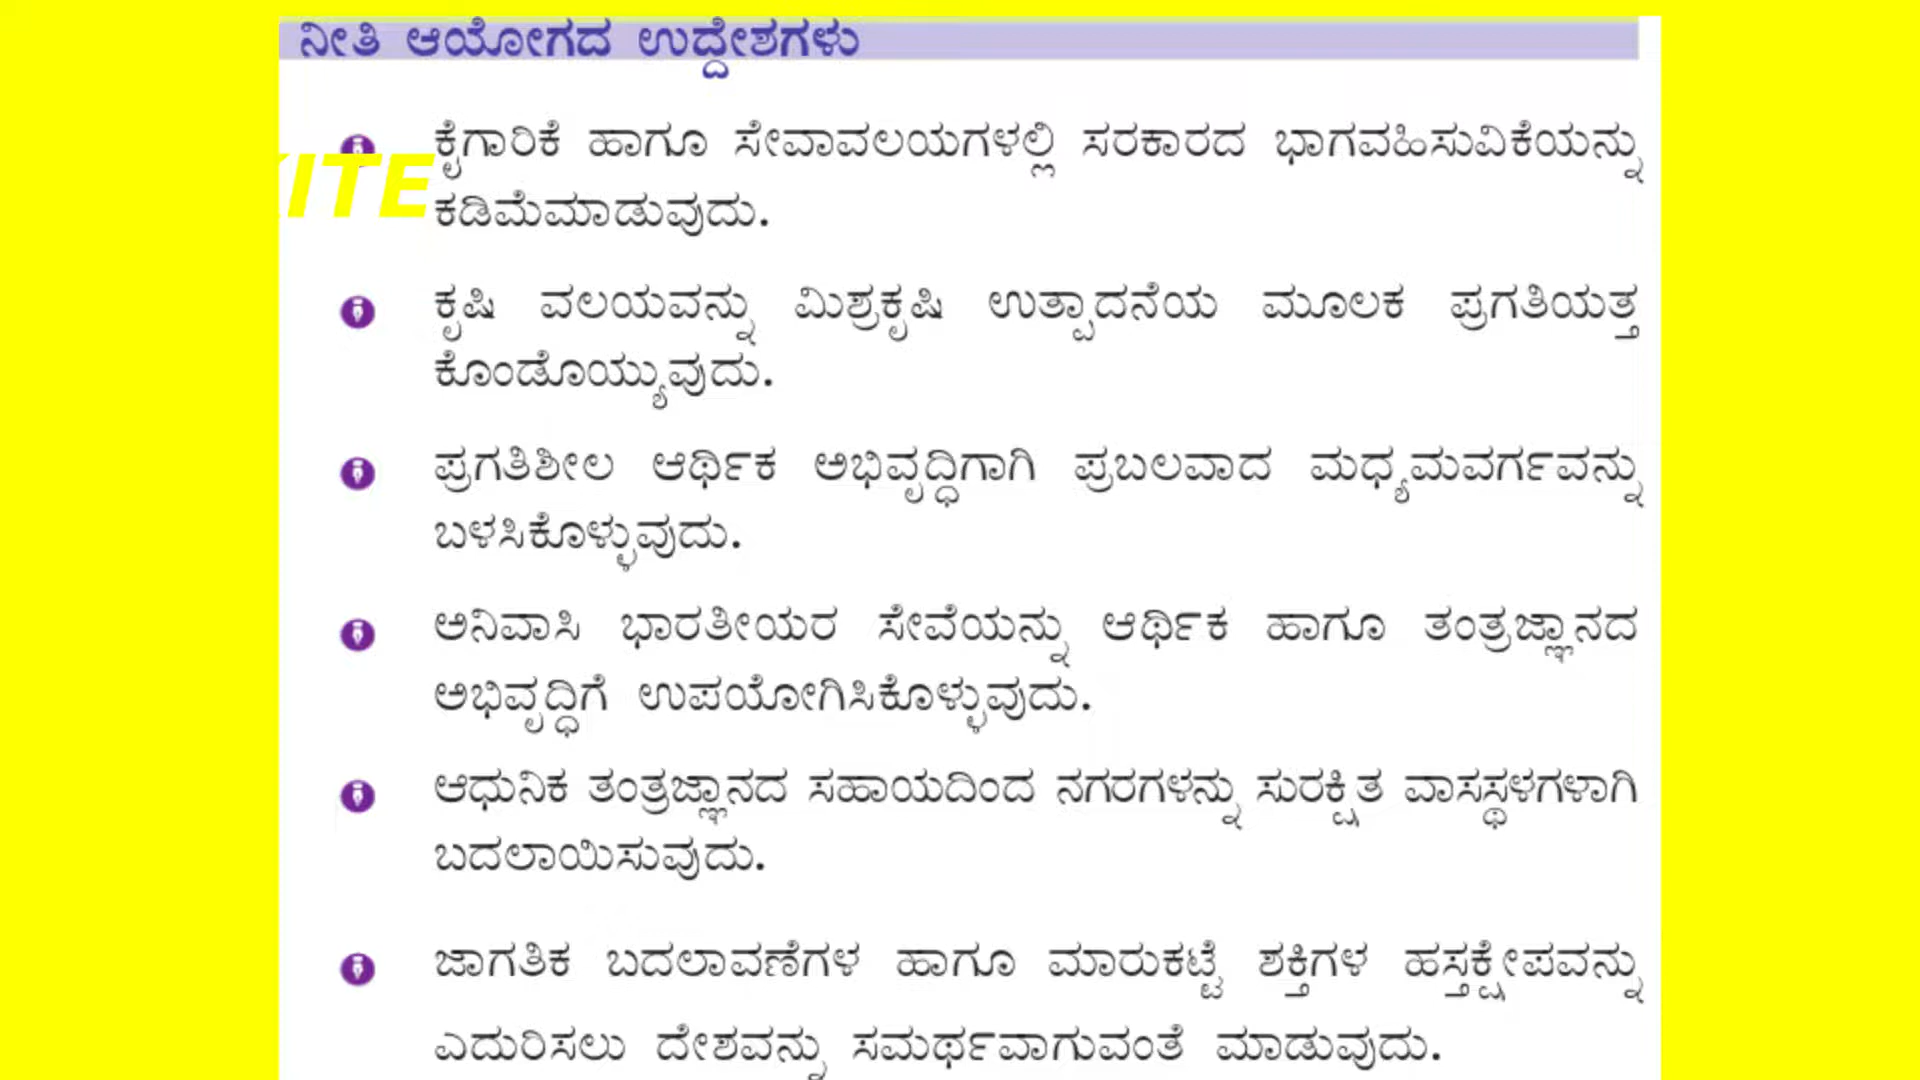 ನೀತಿ ಆಯೋಗದ ಉದ್ದೇಶಗಳು
ಕೈಗಾರಿಕೆ ಹಾಗೂ ಸೇವಾವಲಯಗಳಲ್ಲಿ ಸರಕಾರದ ಭಾಗವಹಿಸುವಿಕೆಯನ್ನು
KITE
ಕಡಿಮೆಮಾಡುವುದು.
ಕೃಷಿ ವಲಯವನ್ನು ಮಿಶ್ರಕೃಷಿ ಉತ್ಪಾದನೆಯ ಮೂಲಕ ಪ್ರಗತಿಯತ್ತ
ಕೊಂಡೊಯ್ಯುವುದು.
ಪ್ರಗತಿಶೀಲ ಆರ್ಥಿಕ ಅಭಿವೃದ್ಧಿಗಾಗಿ ಪ್ರಬಲವಾದ ಮಧ್ಯಮವರ್ಗವನ್ನು
ಬಳಸಿಕೊಳ್ಳುವುದು.
ಅನಿವಾಸಿ ಭಾರತೀಯರ ಸೇವೆಯನ್ನು ಆರ್ಥಿಕ ಹಾಗೂ ತಂತ್ರಜ್ಞಾನದ
ಅಭಿವೃದ್ಧಿಗೆ ಉಪಯೋಗಿಸಿಕೊಳ್ಳುವುದು.
ಆಧುನಿಕ ತಂತ್ರಜ್ಞಾನದ ಸಹಾಯದಿಂದ ನಗರಗಳನ್ನು ಸುರಕ್ಷಿತ ವಾಸಸ್ಥಳಗಳಾಗಿ
ಬದಲಾಯಿಸುವುದು.
ಜಾಗತಿಕ ಬದಲಾವಣೆಗಳ ಹಾಗೂ ಮಾರುಕಟ್ಟೆ ಶಕ್ತಿಗಳ ಹಸ್ತಕ್ಷೇಪವನ್ನು
ಎದುರಿಸಲು ದೇಶವನ್ನು ಸಮರ್ಥವಾಗುವಂತೆ ಮಾಡುವುದು.